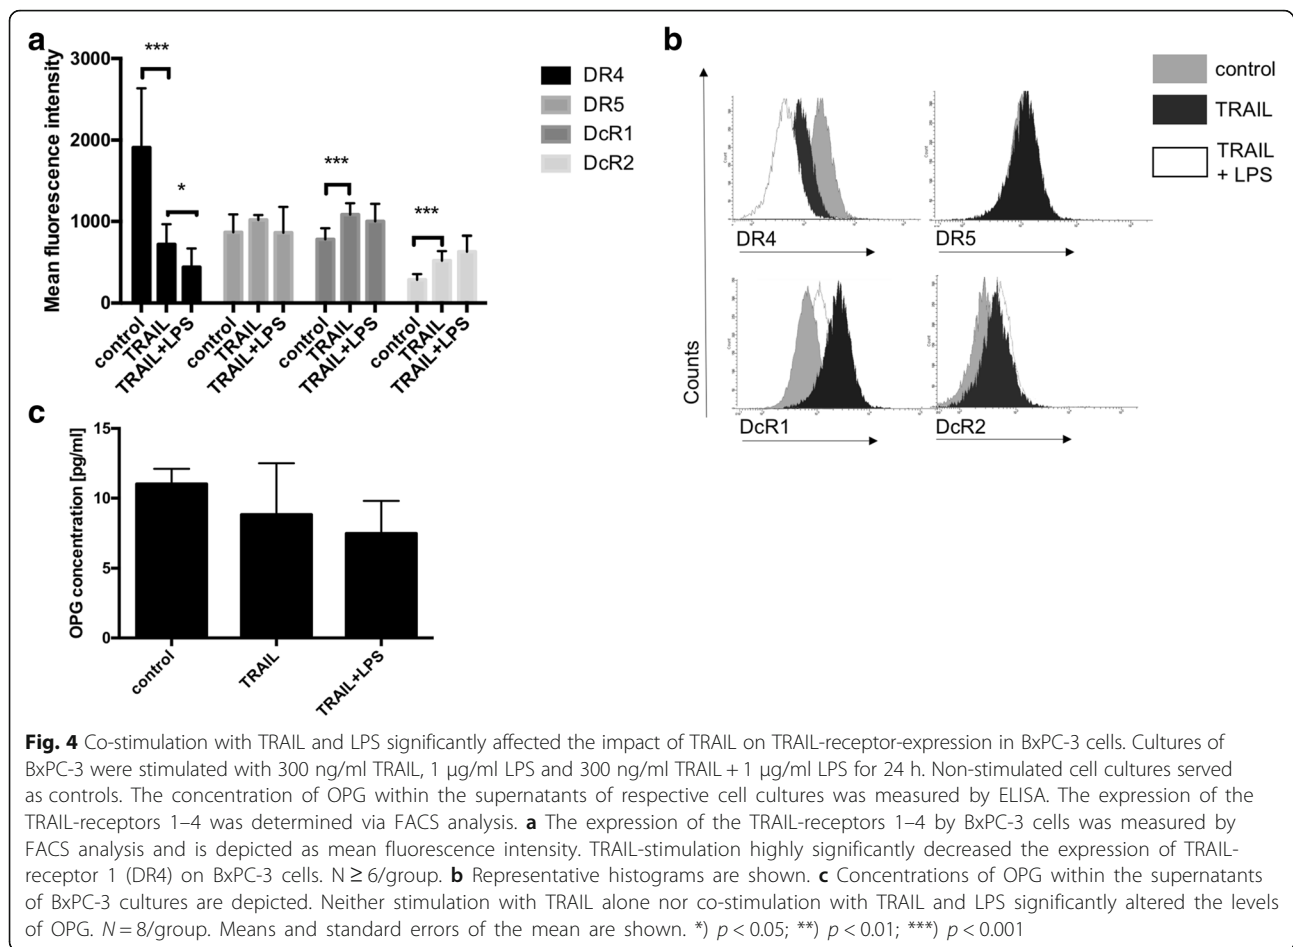 a
Mean fluorescence intensity
3000
2000
1000
0
***
*
***
***
control
TRAIL
TRAIL+LPS
control
TRAIL
TRAIL+LPS
control
TRAIL
TRAIL+LPS
control
TRAIL
TRAIL+LPS
DR4
DR5
DcR1
DcR2
b
Counts
Count
DR4
Count
DR5
Count
DcR1
Count
DcR2
control
TRAIL
TRAIL
+ LPS
c
OPG concentration [pg/ml]
15
10
5
0
control
TRAIL
TRAIL+LPS
Fig. 4 Co-stimulation with TRAIL and LPS significantly affected the impact of TRAIL on TRAIL-receptor-expression in BxPC-3 cells. Cultures of
BxPC-3 were stimulated with 300 ng/ml TRAIL, 1 μg/ml LPS and 300 ng/ml TRAIL + 1 μg/ml LPS for 24 h. Non-stimulated cell cultures served
as controls. The concentration of OPG within the supernatants of respective cell cultures was measured by ELISA. The expression of the
TRAIL-receptors 1–4 was determined via FACS analysis. a The expression of the TRAIL-receptors 1–4 by BxPC-3 cells was measured by
FACS analysis and is depicted as mean fluorescence intensity. TRAIL-stimulation highly significantly decreased the expression of TRAIL-
receptor 1 (DR4) on BxPC-3 cells. N ≥ 6/group. b Representative histograms are shown. c Concentrations of OPG within the supernatants
of BxPC-3 cultures are depicted. Neither stimulation with TRAIL alone nor co-stimulation with TRAIL and LPS significantly altered the levels
of OPG. N = 8/group. Means and standard errors of the mean are shown. *) p < 0.05; **) p < 0.01; ***) p < 0.001